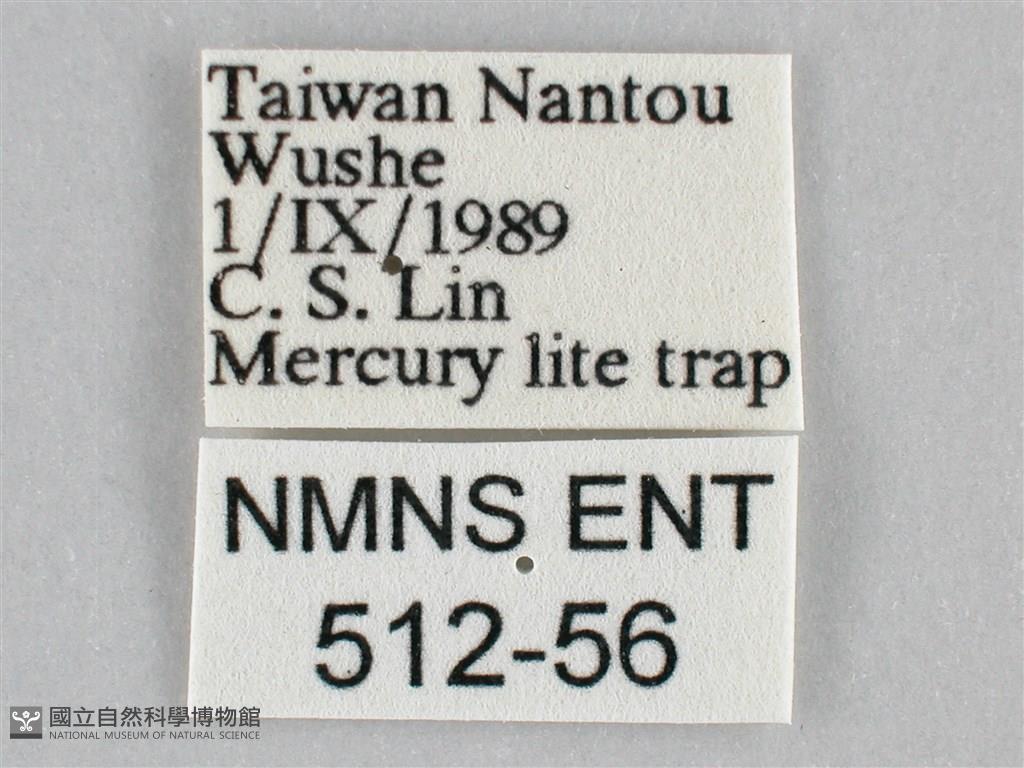 Taiwan Nantou
Wushe
1/IX/1989
C. S. Lin
Mercury lite trap
NMNS ENT
512-56
國立自然科學博物館
NATIONAL MUSEUM OF NATURAL SCIENCE